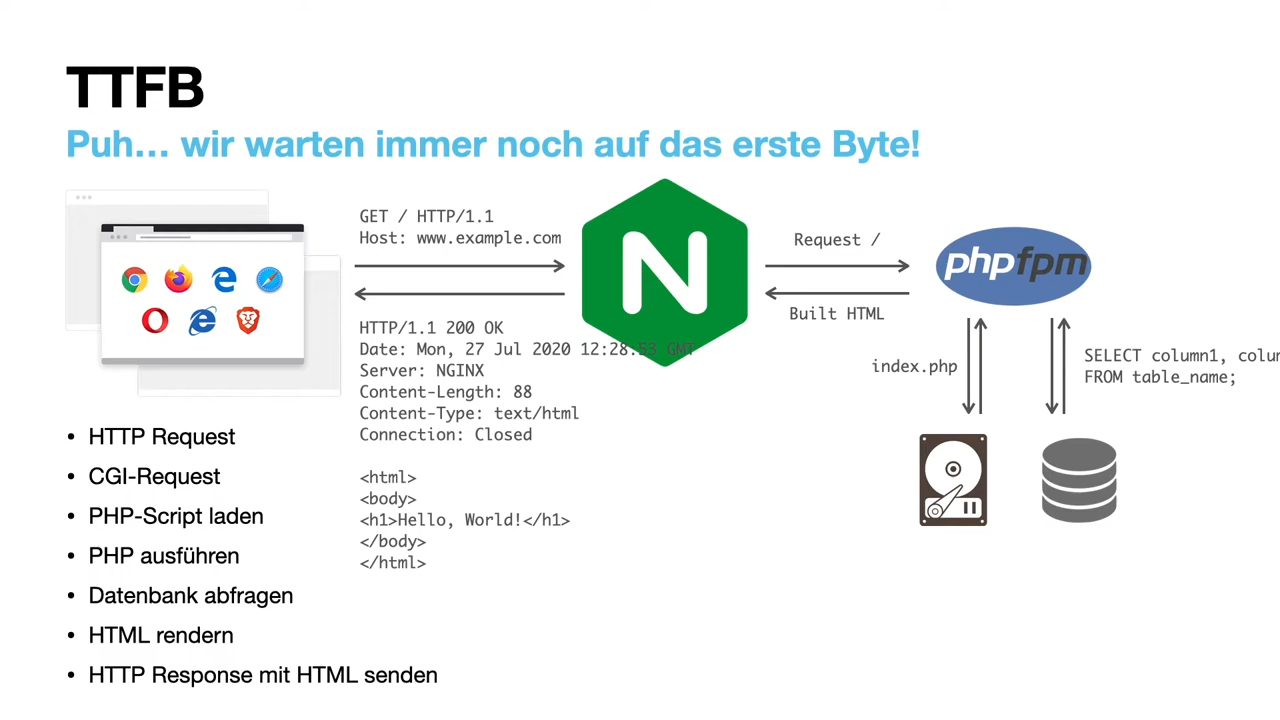 TTFB
Puh… wir warten immer noch auf das erste Byte!
GET / HTTP/1.1
Host: www.example.com
Request /
php fpm
Built HTML
HTTP/1.1 200 OK
Date: Mon, 27 Jul 2020 12:28:53 GMT
Server: NGINX
Content-Length: 88
Content-Type: text/html
Connection: Closed
<html>
<body>
<h1>Hello, World!</h1>
</body>
</html>
index.php
SELECT column1, colu
FROM table_name;
• HTTP Request
• CGI-Request
• PHP-Script laden
• PHP ausführen
• Datenbank abfragen
• HTML rendern
• HTTP Response mit HTML senden